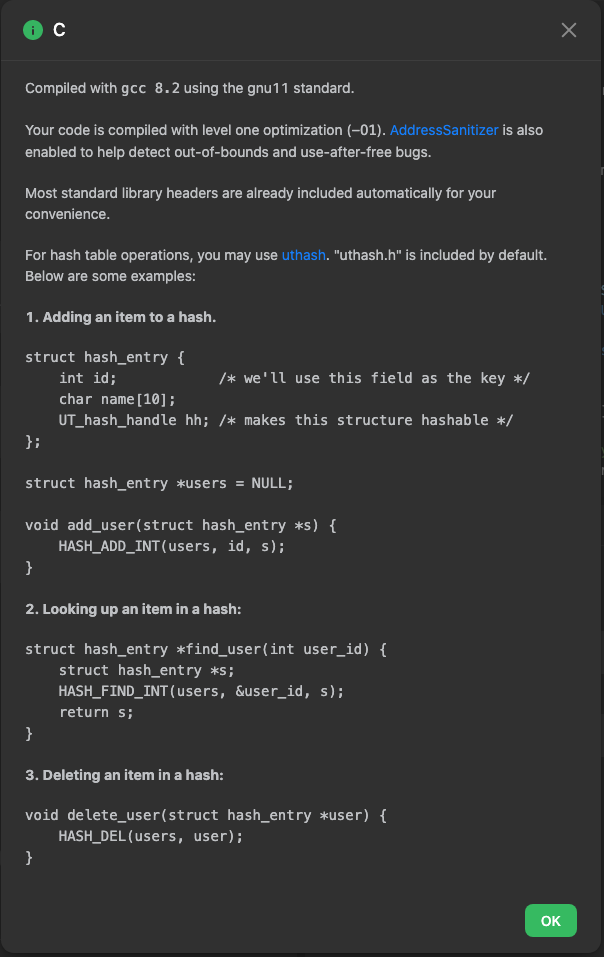 C
Compiled with gcc 8.2 using the gnu11 standard.
Your code is compiled with level one optimization (–01). AddressSanitizer is also
enabled to help detect out-of-bounds and use-after-free bugs.
Most standard library headers are already included automatically for your
convenience.
For hash table operations, you may use uthash. "uthash.h" is included by default.
Below are some examples:
1. Adding an item to a hash.
struct hash_entry {
    int id;            /* we'll use this field as the key */
    char name[10];
    UT_hash_handle hh; /* makes this structure hashable */
};
struct hash_entry *users = NULL;
void add_user(struct hash_entry *s) {
    HASH_ADD_INT(users, id, s);
}
2. Looking up an item in a hash:
struct hash_entry *find_user(int user_id) {
    struct hash_entry *s;
    HASH_FIND_INT(users, &user_id, s);
    return s;
}
3. Deleting an item in a hash:
void delete_user(struct hash_entry *user) {
    HASH_DEL(users, user);
}
OK